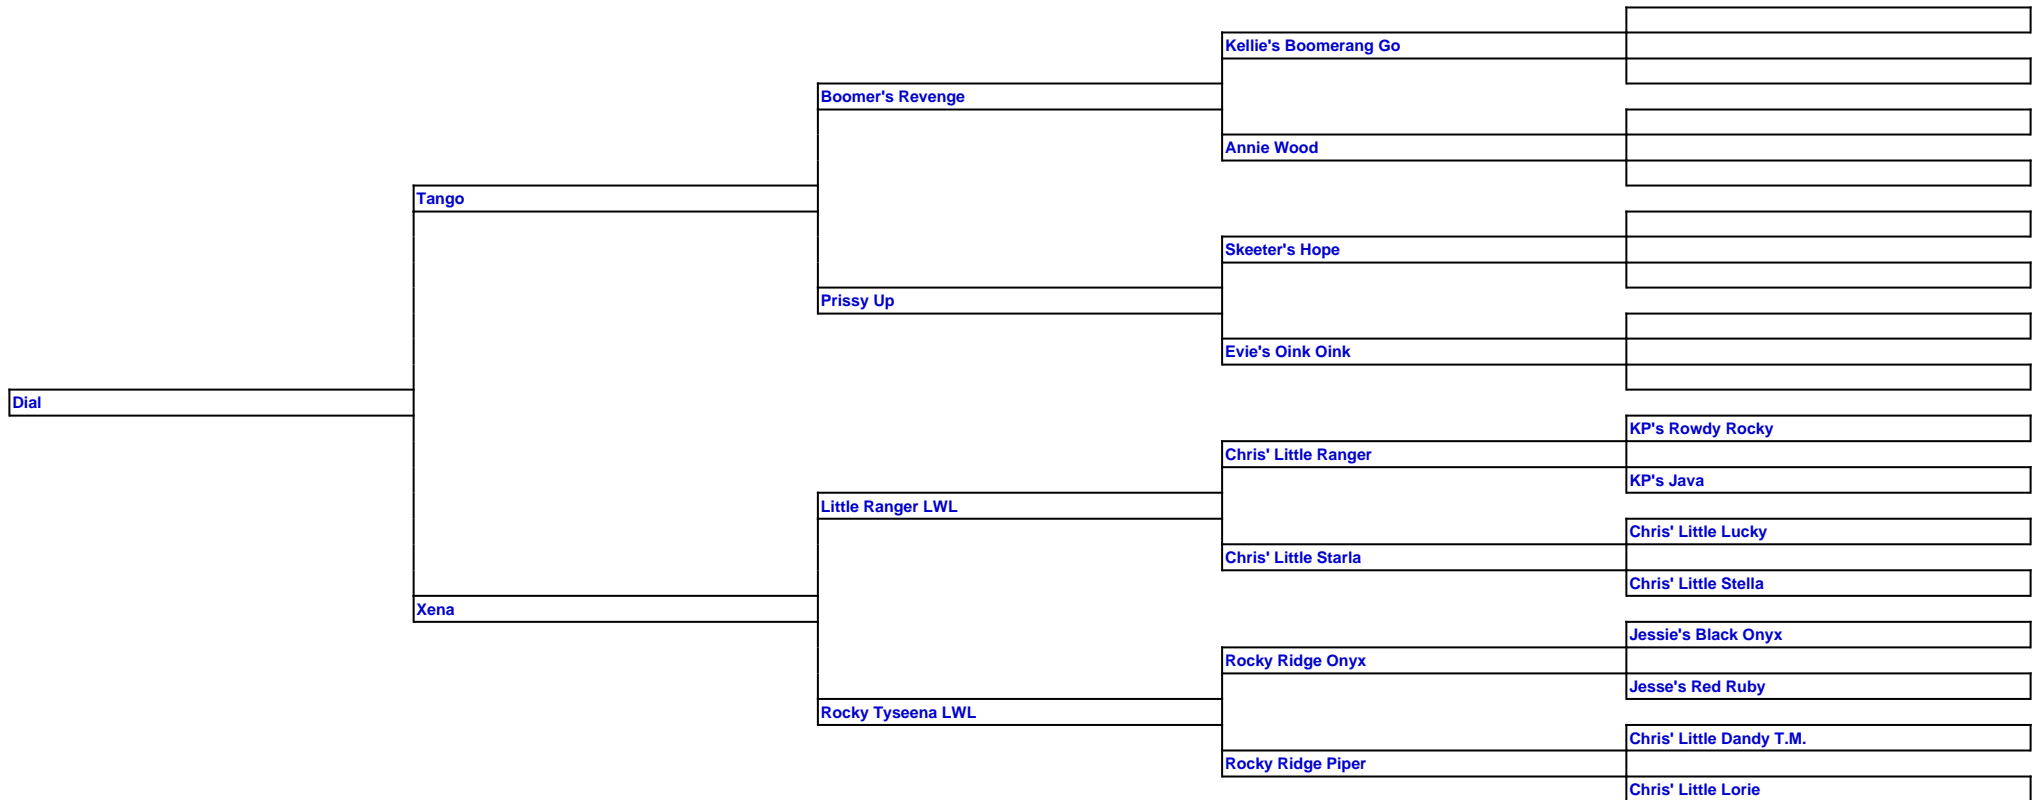 Kellie's Boomerang Go
Boomer's Revenge
Annie Wood
Tango
Skeeter's Hope
Prissy Up
Evie's Oink Oink
Dial
KP's Rowdy Rocky
Chris' Little Ranger
KP's Java
Little Ranger LWL
Chris' Little Lucky
Chris' Little Starla
Chris' Little Stella
Xena
Jessie's Black Onyx
Rocky Ridge Onyx
Jesse's Red Ruby
Rocky Tyseena LWL
Chris' Little Dandy T.M.
Rocky Ridge Piper
Chris' Little Lorie